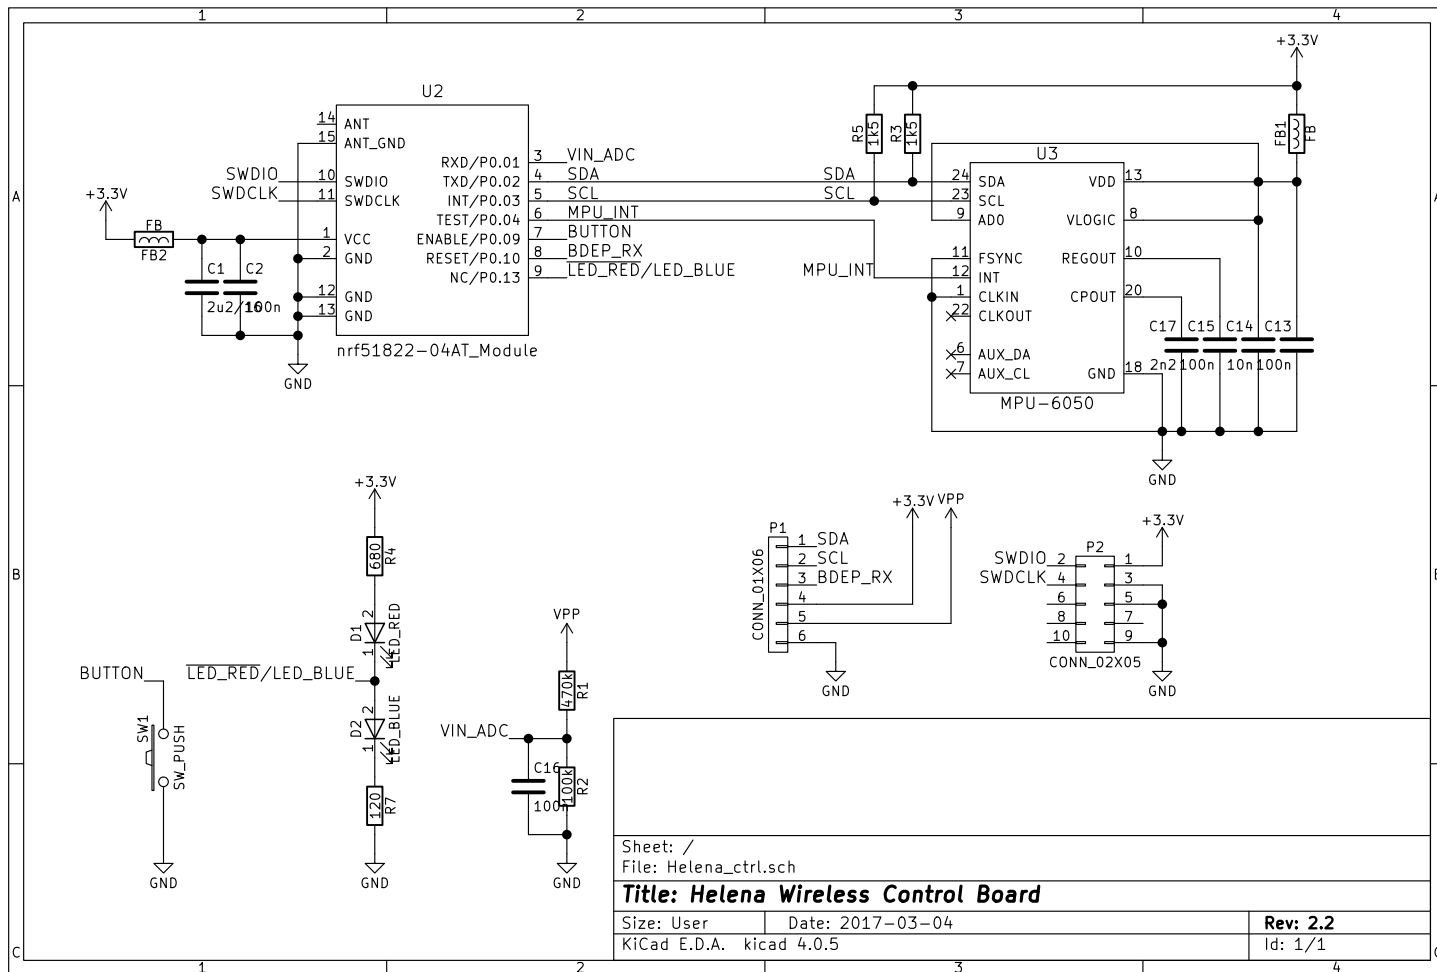 1 2 3 4
A
B
C
+3.3V
U2
14 ANT
15 ANT_GND
RXD/P0.01 3 VIN_ADC
SWDIO 10 SWDIO
TXD/P0.02 4 SDA
SWDCLK 11 SWDCLK
INT/P0.03 5 SCL
TEST/P0.04 6 MPU_INT
1 VCC
ENABLE/P0.09 7 BUTTON
2 GND
RESET/P0.10 8 BDEP_RX
NC/P0.13 9 LED_RED/LED_BLUE
12 GND
13 GND
nrf51822-04AT_Module
+3.3V
FB
FB2
C1
2u2/16
C2
100n
GND
R5
1k5
R3
1k5
FB1
FB
U3
SDA 24 SDA
SCL 23 SCL
9 AD0
11 FSYNC
MPU_INT 12 INT
1 CLKIN
22 CLKOUT
6 AUX_DA
7 AUX_CL
VDD 13
VLOGIC 8
REGOUT 10
CPOUT 20
GND 18
MPU-6050
C17 C15 C14 C13
2n2 100n 10n 100n
GND
+3.3V
680
R4
D1
2
1
LED_RED
LED_RED/LED_BLUE
D2
2
1
LED_BLUE
120
R7
GND
BUTTON
SW1
SW_PUSH
GND
VPP
470k
R1
VIN_ADC
C16
100n
100k
R2
GND
+3.3V VPP
P1
1 SDA
2 SCL
3 BDEP_RX
4
5
6
CONN_01X06
GND
+3.3V
P2
SWDIO 2 1
SWDCLK 4 3
6 5
8 7
10 9
CONN_02X05
GND
Sheet: /
File: Helena_ctrl.sch
Title: Helena Wireless Control Board
Size: User Date: 2017-03-04 Rev: 2.2
KiCad E.D.A. kicad 4.0.5 Id: 1/1
1 2 3 4